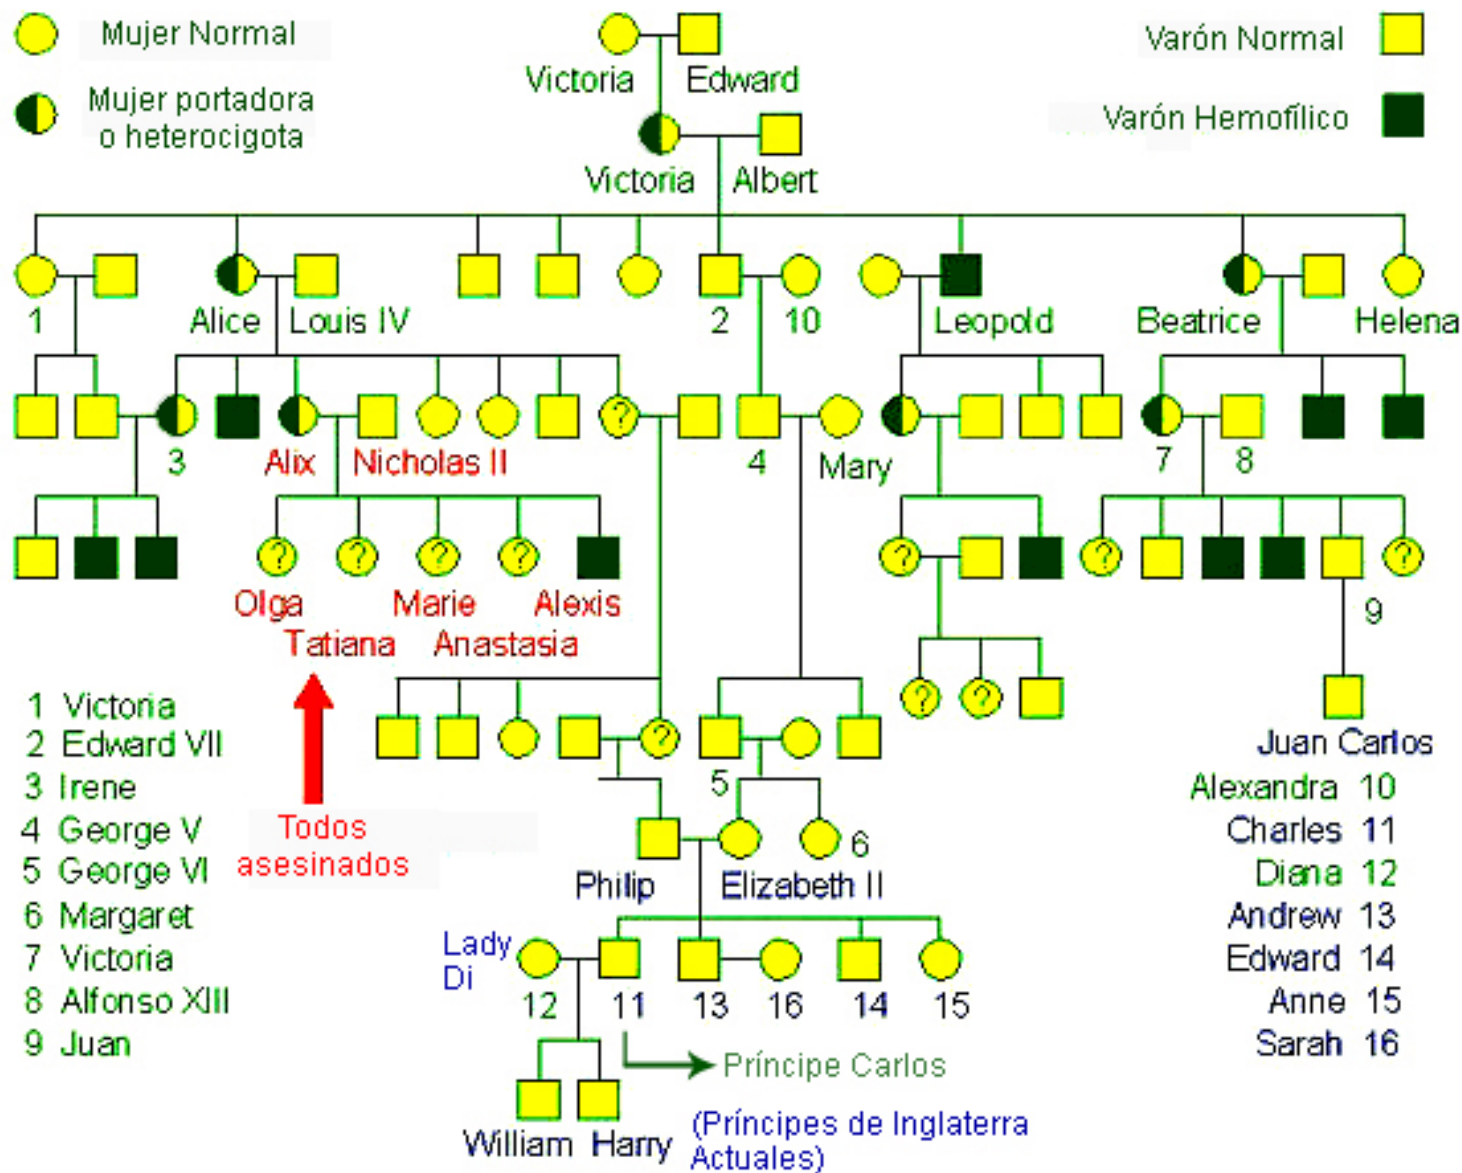 Mujer Normal
Mujer portadora
o heterocigota
Varón Normal
Varón Hemofílico
Victoria Edward
Victoria Albert
1 Alice Louis IV 2 10 Leopold Beatrice Helena
?
3 Alix Nicholas II 4 Mary 7 8
? ? ? ? ? ? ?
Olga Marie Alexis 9
Tatiana Anastasia
? ?
?
5
Juan Carlos
1 Victoria
2 Edward VII
3 Irene
4 George V
5 George VI
6 Margaret
7 Victoria
8 Alfonso XIII
9 Juan
Todos
asesinados
6
Philip Elizabeth II
Alexandra 10
Charles 11
Diana 12
Andrew 13
Edward 14
Anne 15
Sarah 16
Lady
Di
12 11 13 16 14 15
Príncipe Carlos
William Harry
(Príncipes de Inglaterra
Actuales)